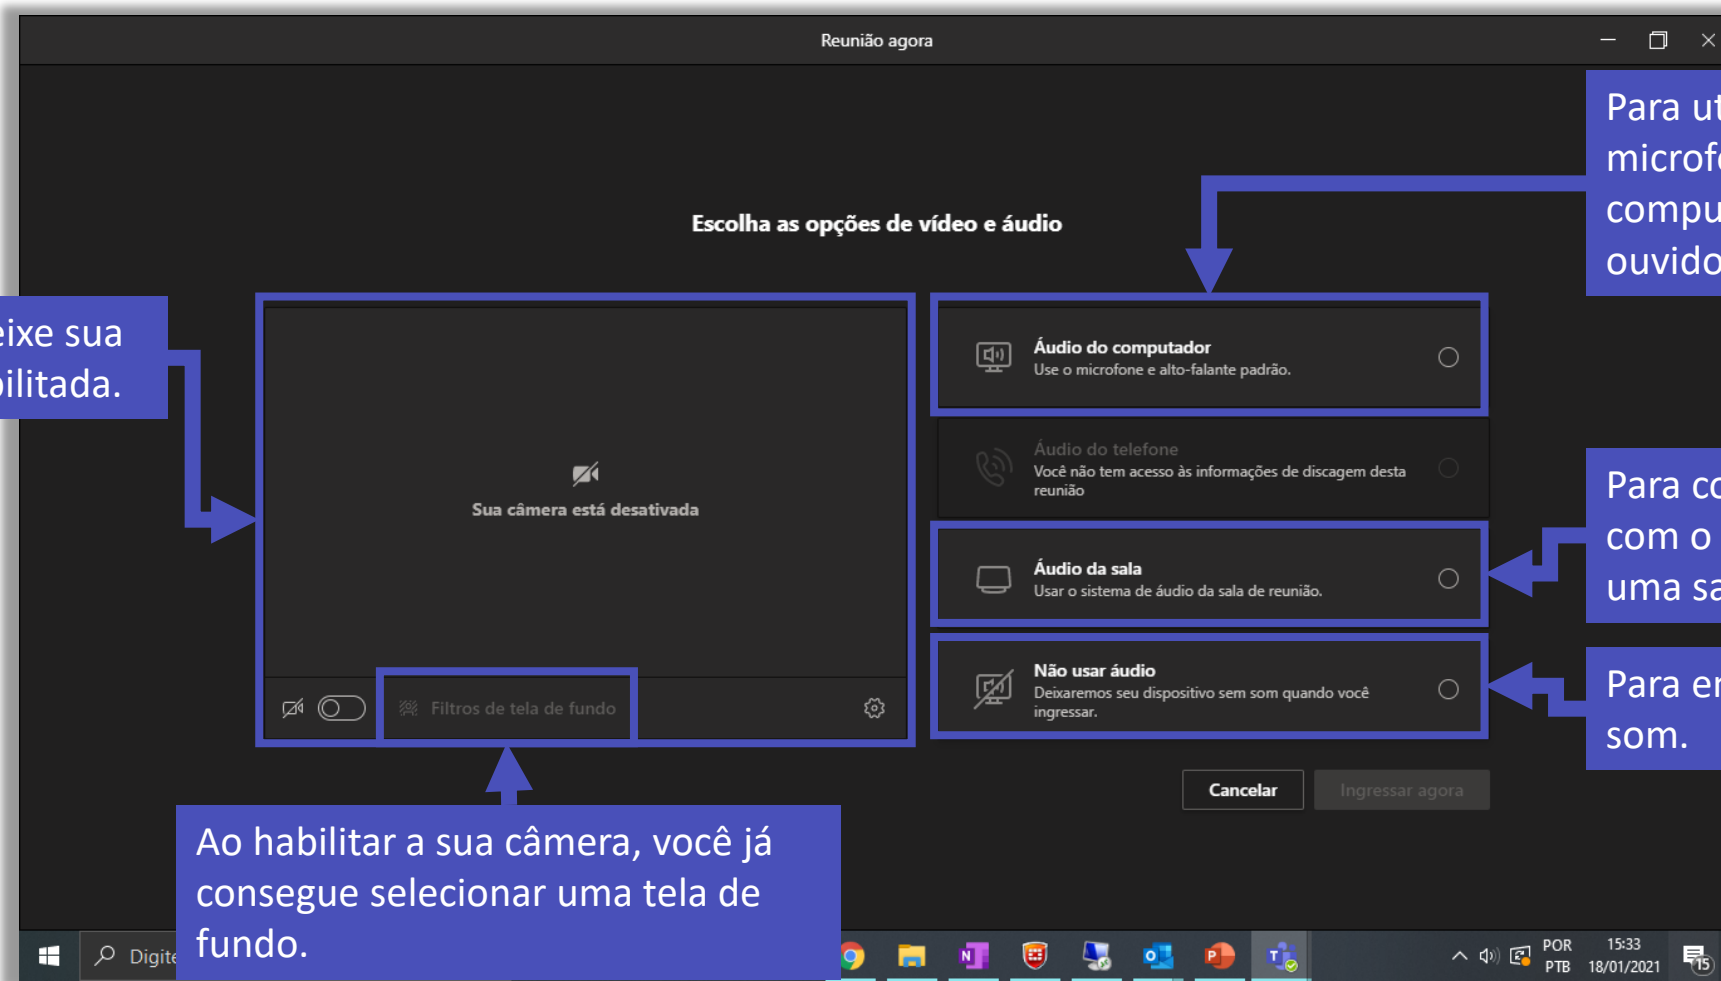 Reunião agora
Para
microfo
compu
ouvido
Escolha as opções de vídeo e áudio
eixe sua
bilitada.
Áudio do computador
Use o microfone e alto-falante padrão.
Sua câmera está desativada
Áudio do telefone
Você não tem acesso às informações de discagem desta
reunião
Para co
com o
uma sa
Áudio da sala
Usar o sistema de áudio da sala de reunião.
Filtros de tela de fundo
Não usar áudio
Deixaremos seu dispositivo sem som quando você
ingressar.
Para en
som.
Cancelar
Ingressar agora
Ao habilitar a sua câmera, você já
consegue selecionar uma tela de
fundo.
Digite
POR
PTB
15:33
18/01/2021
15